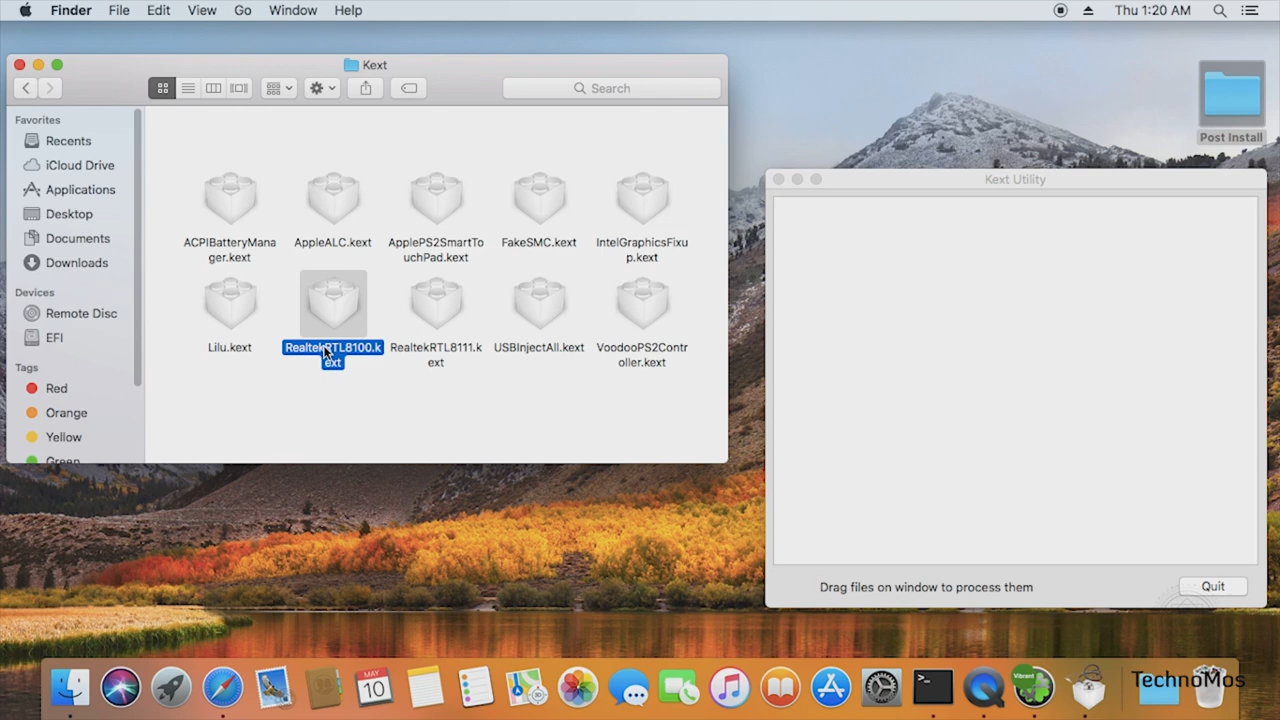 Finder File Edit View Go Window Help Thu 1:20 AM
Kext
Search
Favorites
Recents
iCloud Drive
Applications
Desktop
Documents
Downloads
Devices
Remote Disc
EFI
Tags
Red
Orange
Yellow
Green
ACPIBatteryMana
ger.kext
AppleALC.kext
ApplePS2SmartTo
uchPad.kext
FakeSMC.kext
IntelGraphicsFixu
p.kext
Lilu.kext
RealtekRTL8100.k
ext
RealtekRTL8111.k
ext
USBInjectAll.kext
VoodooPS2Contr
oller.kext
Post Install
Kext Utility
Drag files on window to process them
Quit
MAY
10
Vibrant
TechnoMos